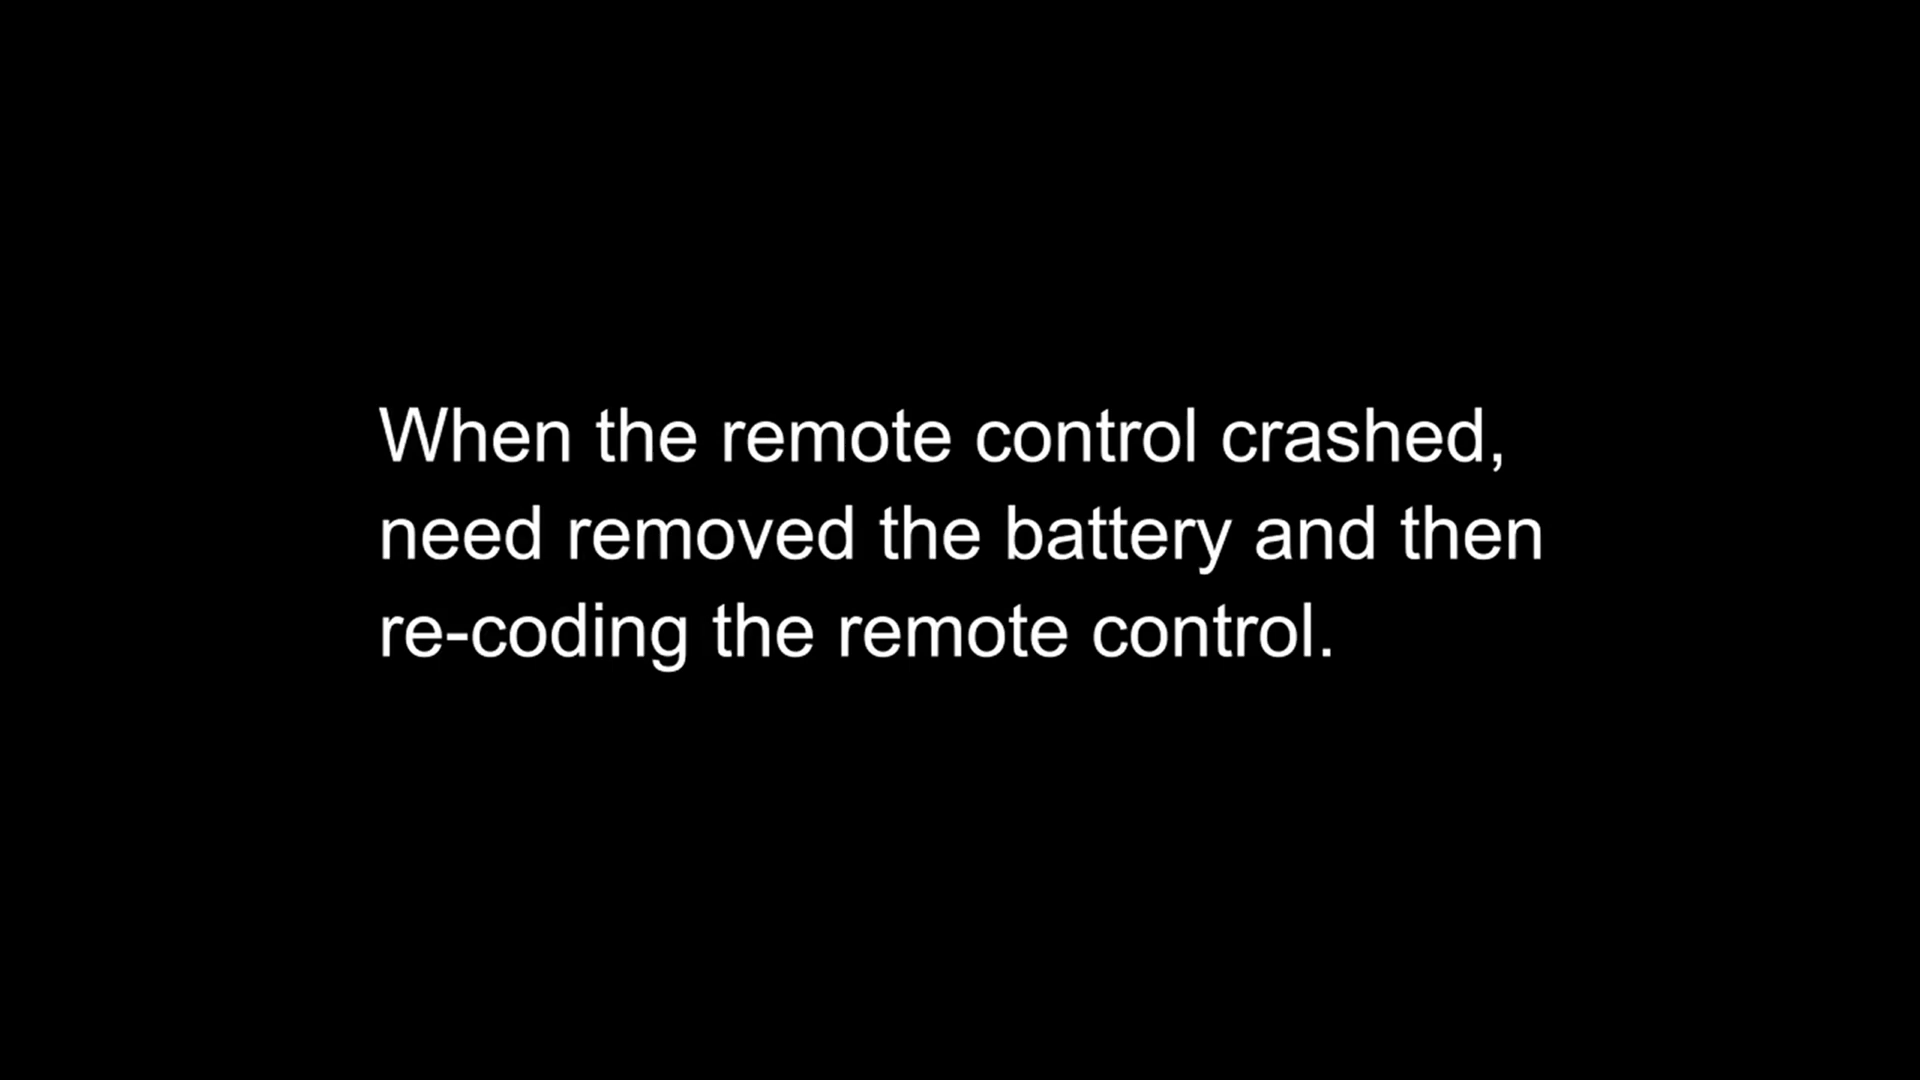 When the remote control crashed,
need removed the battery and then
re-coding the remote control.